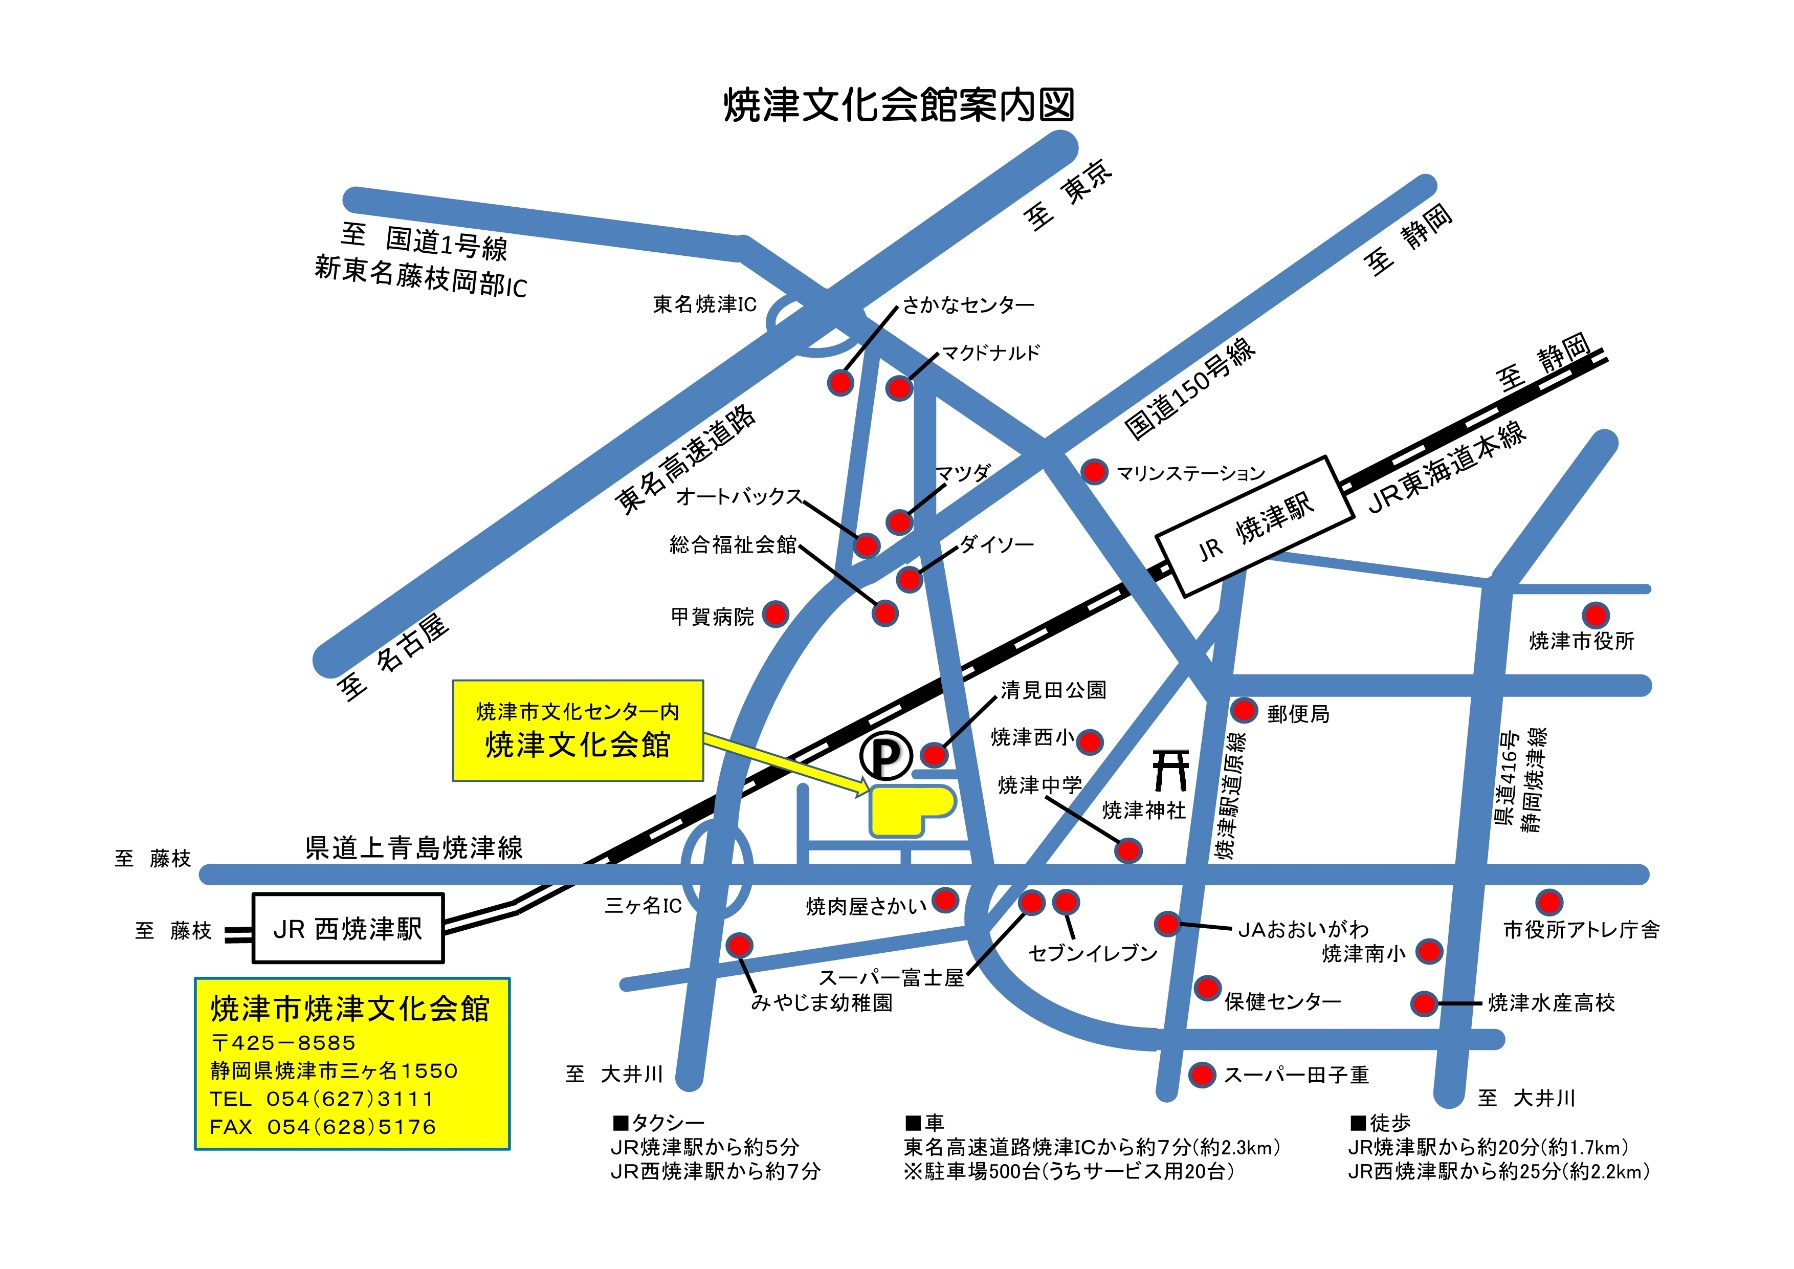 焼津文化会館案内図
至 東京
至 静岡
至 国道1号線
新東名藤枝岡部IC
東名焼津IC
さかなセンター
マクドナルド
国道150号線
至 静岡
JR東海道本線
東名高速道路
マツダ
オートバックス
マリンステーション
JR 焼津駅
総合福祉会館
ダイソー
甲賀病院
至 名古屋
焼津市役所
焼津市文化センター内
焼津文化会館
P
清見田公園
焼津西小
郵便局
焼津中学
焼津神社
焼津駅道原線
県道416号
静岡焼津線
県道上青島焼津線
至 藤枝
三ヶ名IC
焼肉屋さかい
至 藤枝
JR 西焼津駅
セブンイレブン
JAおおいがわ
焼津南小
市役所アトレ庁舎
スーパー富士屋
みやじま幼稚園
保健センター
焼津水産高校
焼津市焼津文化会館
〒425－8585
静岡県焼津市三ヶ名1550
TEL 054(627)3111
FAX 054(628)5176
至 大井川
スーパー田子重
至 大井川
■タクシー
JR焼津駅から約5分
JR西焼津駅から約7分
■車
東名高速道路焼津ICから約7分(約2.3km)
※駐車場500台(うちサービス用20台)
■徒歩
JR焼津駅から約20分(約1.7km)
JR西焼津駅から約25分(約2.2km)